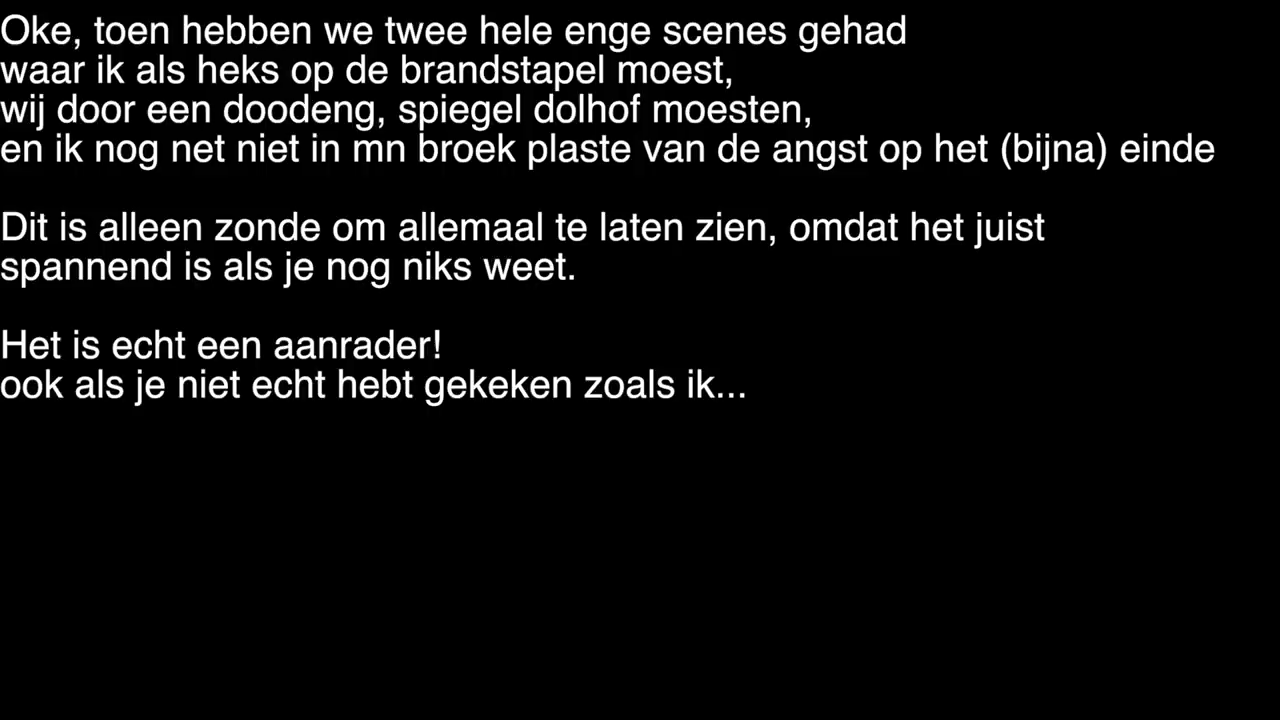 Oke, toen hebben we twee hele enge scenes gehad
waar ik als heks op de brandstapel moest,
wij door een doodeng, spiegel dolhof moesten,
en ik nog net niet in mn broek plaste van de angst op het (bijna) einde
Dit is alleen zonde om allemaal te laten zien, omdat het juist
spannend is als je nog niks weet.
Het is echt een aanrader!
ook als je niet echt hebt gekeken zoals ik...